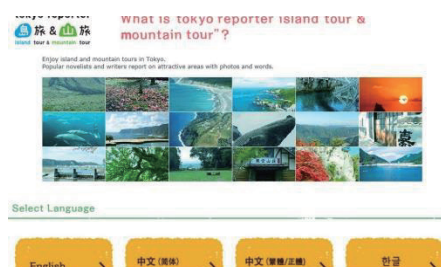 tokyo reporter
島旅 & 山旅
island tour & mountain tour
What is tokyo reporter island tour &
mountain tour"?
Enjoy island and mountain tours in Tokyo.
Popular novelists and writers report on attractive areas with photos and words.
Select Language
English
中文(简体)
中文(繁體/正體)
한글